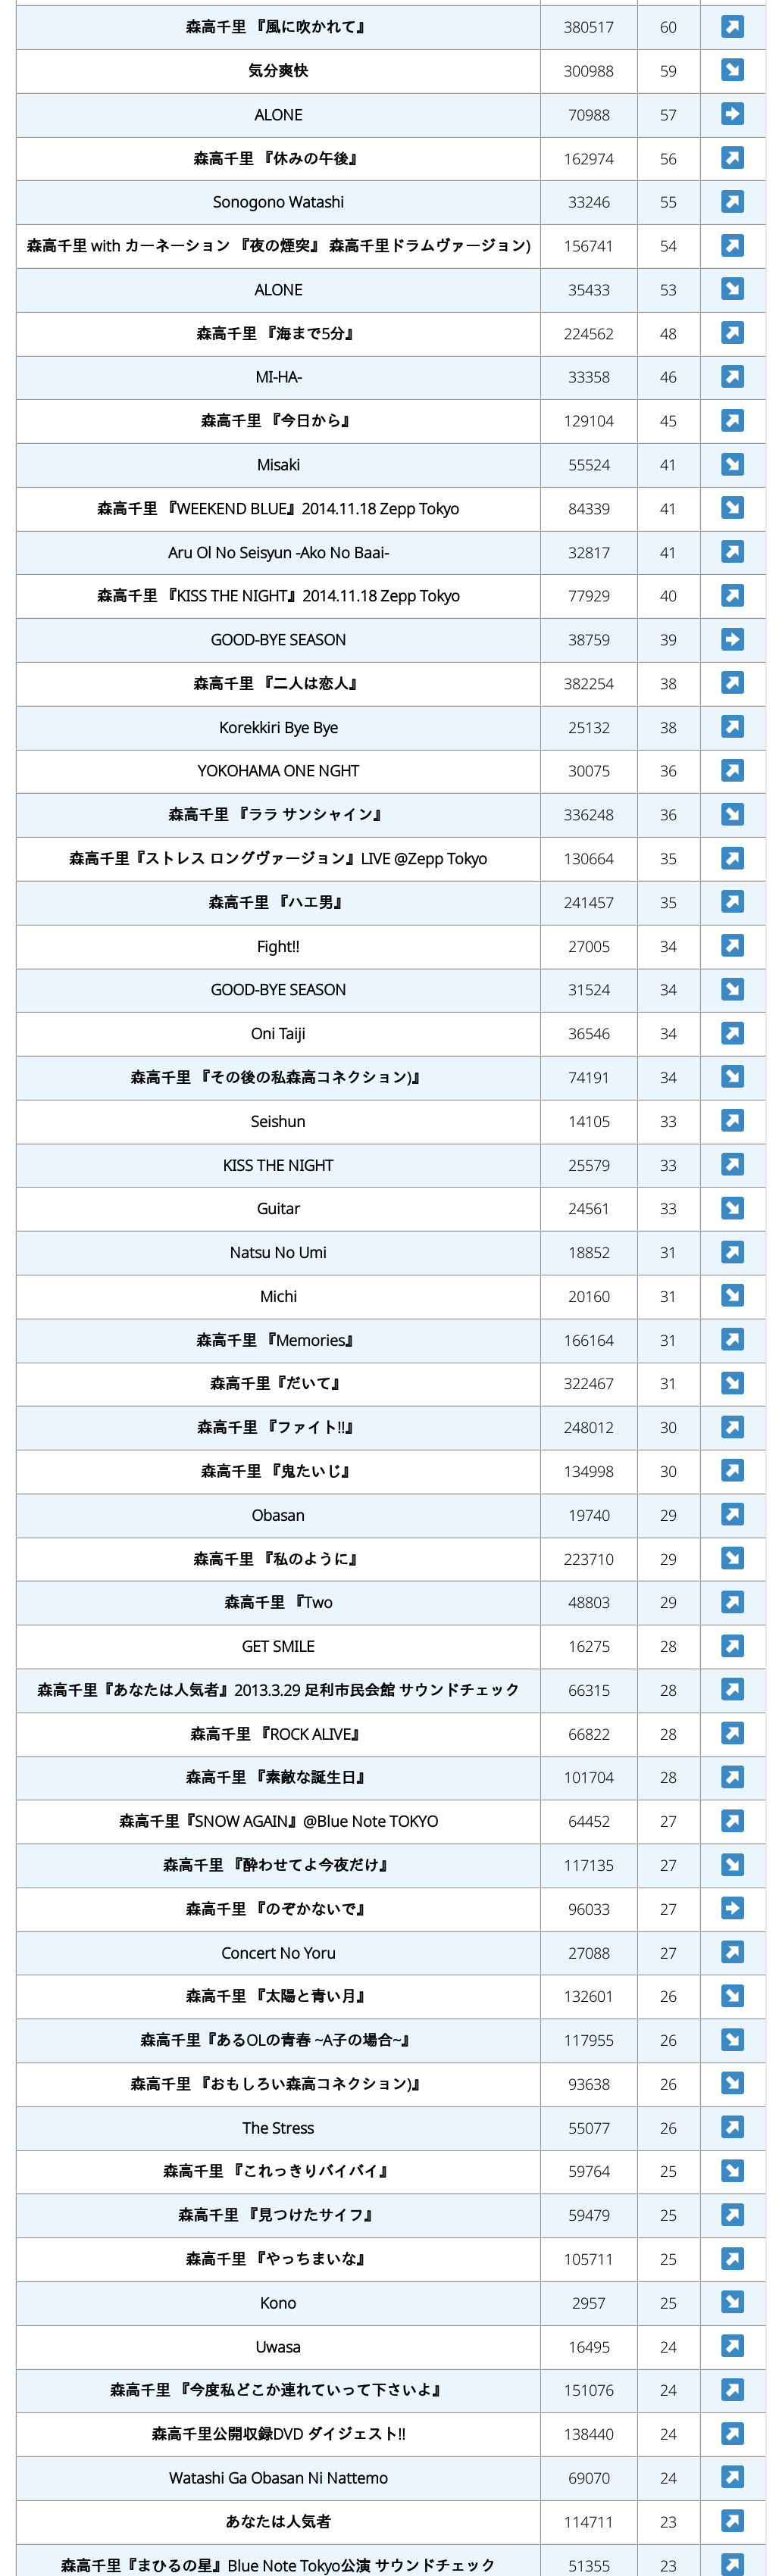 森高千里 『風に吹かれて』 380517 60
気分爽快 300988 59
ALONE 70988 57
森高千里 『休みの午後』 162974 56
Sonogono Watashi 33246 55
森高千里 with カーネーション 『夜の煙突』 森高千里ドラムヴァージョン) 156741 54
ALONE 35433 53
森高千里 『海まで5分』 224562 48
MI-HA- 33358 46
森高千里 『今日から』 129104 45
Misaki 55524 41
森高千里 『WEEKEND BLUE』2014.11.18 Zepp Tokyo 84339 41
Aru Ol No Seisyun -Ako No Baai- 32817 41
森高千里 『KISS THE NIGHT』2014.11.18 Zepp Tokyo 77929 40
GOOD-BYE SEASON 38759 39
森高千里 『二人は恋人』 382254 38
Korekkiri Bye Bye 25132 38
YOKOHAMA ONE NGHT 30075 36
森高千里 『ララ サンシャイン』 336248 36
森高千里『ストレス ロングヴァージョン』LIVE @Zepp Tokyo 130664 35
森高千里 『ハエ男』 241457 35
Fight!! 27005 34
GOOD-BYE SEASON 31524 34
Oni Taiji 36546 34
森高千里 『その後の私森高コネクション)』 74191 34
Seishun 14105 33
KISS THE NIGHT 25579 33
Guitar 24561 33
Natsu No Umi 18852 31
Michi 20160 31
森高千里 『Memories』 166164 31
森高千里『だいて』 322467 31
森高千里 『ファイト!!』 248012 30
森高千里 『鬼たいじ』 134998 30
Obasan 19740 29
森高千里 『私のように』 223710 29
森高千里 『Two 48803 29
GET SMILE 16275 28
森高千里『あなたは人気者』2013.3.29 足利市民会館 サウンドチェック 66315 28
森高千里 『ROCK ALIVE』 66822 28
森高千里 『素敵な誕生日』 101704 28
森高千里『SNOW AGAIN』@Blue Note TOKYO 64452 27
森高千里 『酔わせてよ今夜だけ』 117135 27
森高千里 『のぞかないで』 96033 27
Concert No Yoru 27088 27
森高千里 『太陽と青い月』 132601 26
森高千里『あるOLの青春 ~A子の場合~』 117955 26
森高千里 『おもしろい森高コネクション)』 93638 26
The Stress 55077 26
森高千里 『これっきりバイバイ』 59764 25
森高千里 『見つけたサイフ』 59479 25
森高千里 『やっちまいな』 105711 25
Kono 2957 25
Uwasa 16495 24
森高千里 『今度私どこか連れていって下さいよ』 151076 24
森高千里公開収録DVD ダイジェスト!! 138440 24
Watashi Ga Obasan Ni Nattemo 69070 24
あなたは人気者 114711 23
森高千里『まひるの星』Blue Note Tokyo公演 サウンドチェック 51355 23